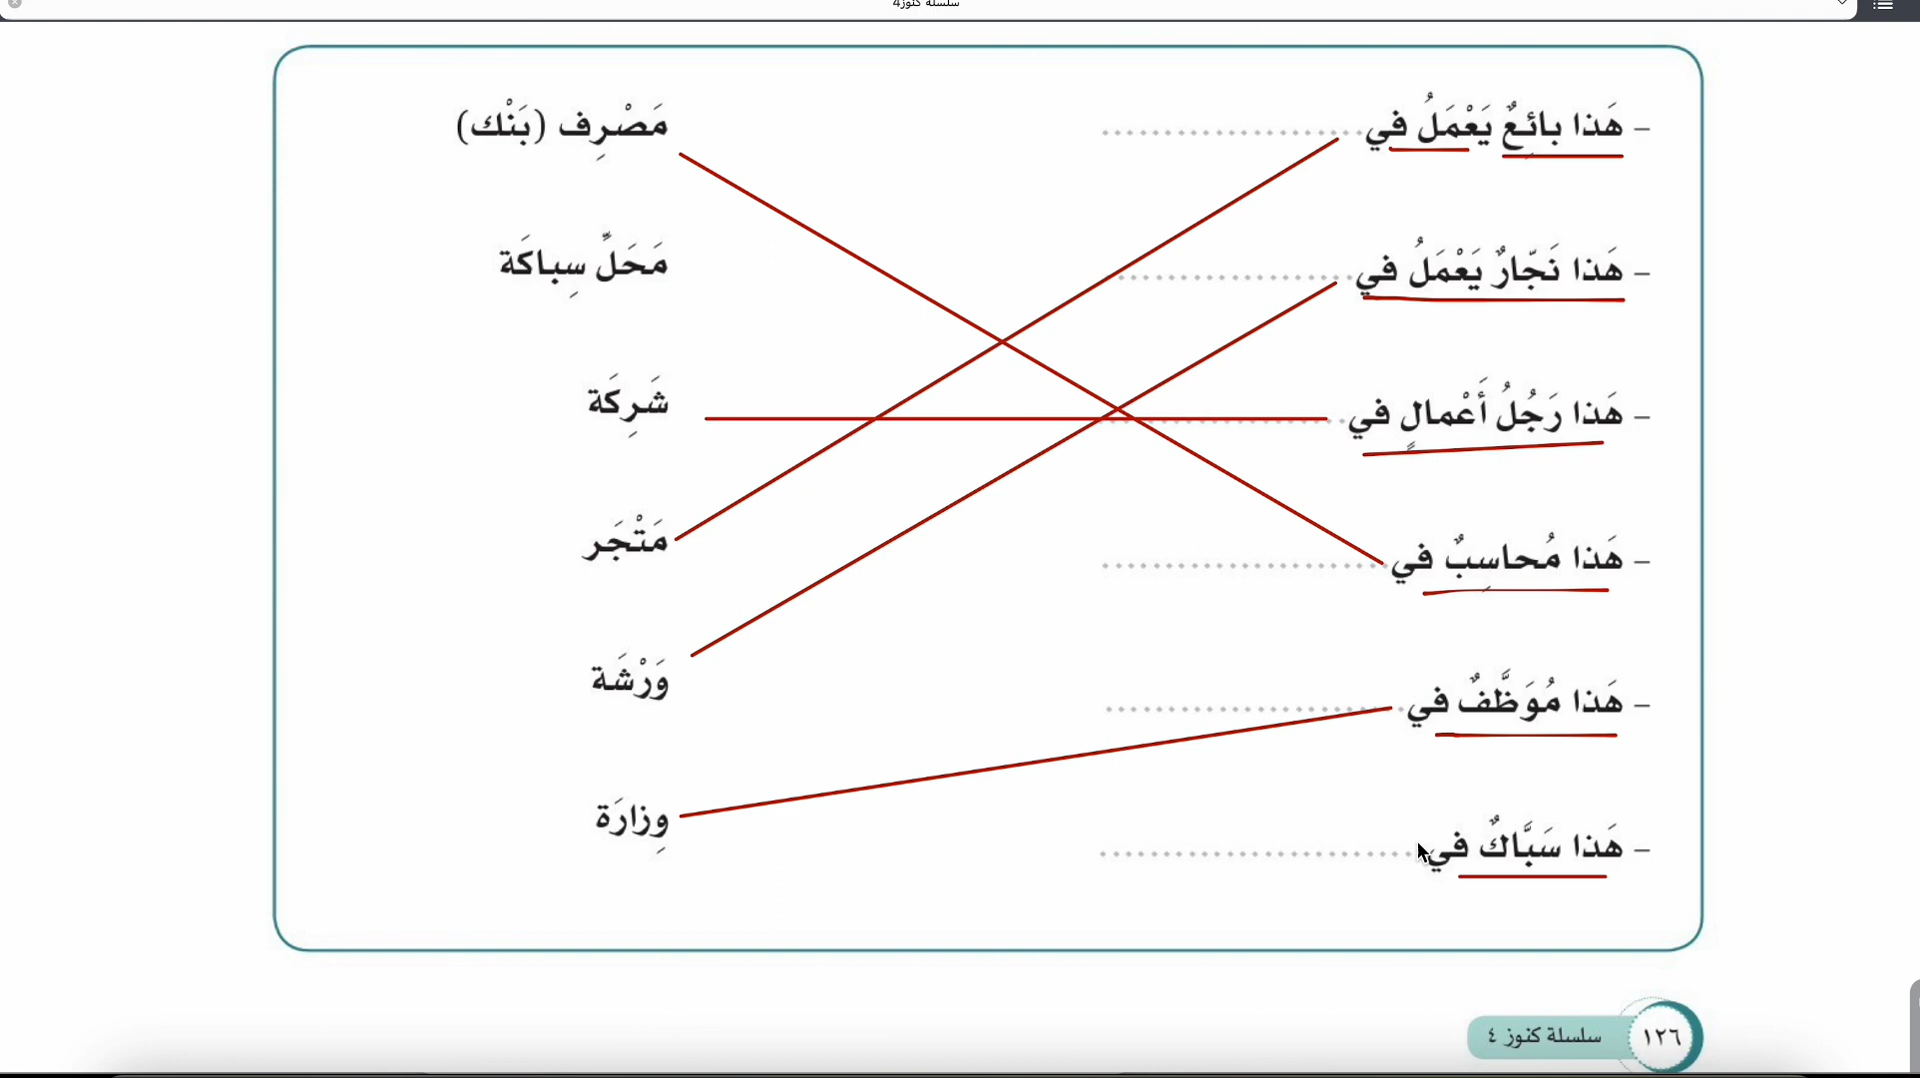 سلسلة كنوز4
– هَذا بائِعٌ يَعْمَلُ في ....................
مَصْرِف (بَنْك)
– هَذا نَجّارٌ يَعْمَلُ في ....................
مَحَلِّ سِباكَة
– هَذا رَجُلُ أَعْمالٍ في ....................
شَرِكَة
– هَذا مُحاسِبٌ في ....................
مَتْجَر
– هَذا مُوَظَّفٌ في ....................
وَرْشَة
– هَذا سَبَّاكٌ في ....................
وِزارَة
١٢٦ سلسلة كنوز ٤